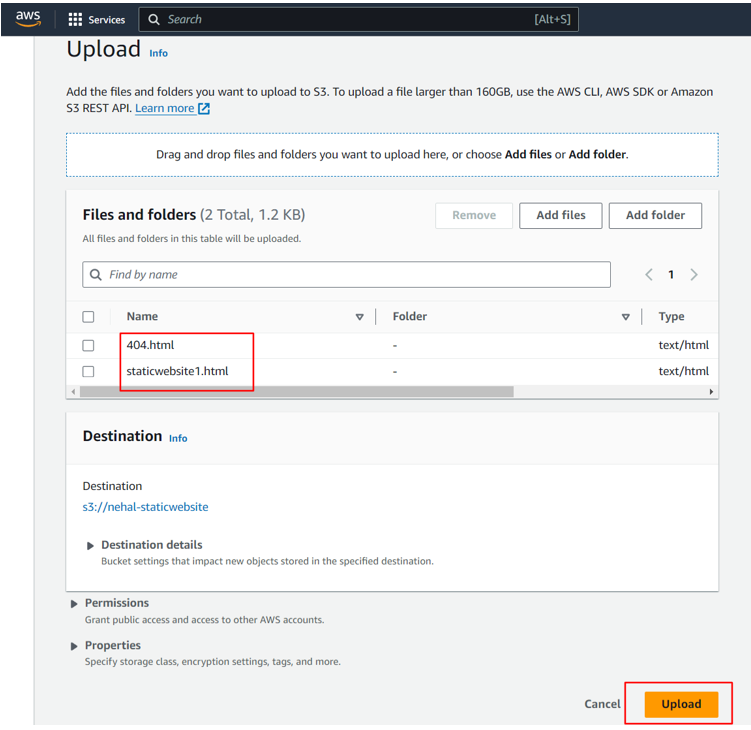 aws Services Search [Alt+S]
Upload Info
Add the files and folders you want to upload to S3. To upload a file larger than 160GB, use the AWS CLI, AWS SDK or Amazon
S3 REST API. Learn more
Drag and drop files and folders you want to upload here, or choose Add files or Add folder.
Files and folders (2 Total, 1.2 KB) Remove Add files Add folder
All files and folders in this table will be uploaded.
Find by name 1
Name Folder Type
404.html - text/html
staticwebsite1.html - text/html
Destination Info
Destination
s3://nehal-staticwebsite
Destination details
Bucket settings that impact new objects stored in the specified destination.
Permissions
Grant public access and access to other AWS accounts.
Properties
Specify storage class, encryption settings, tags, and more.
Cancel Upload